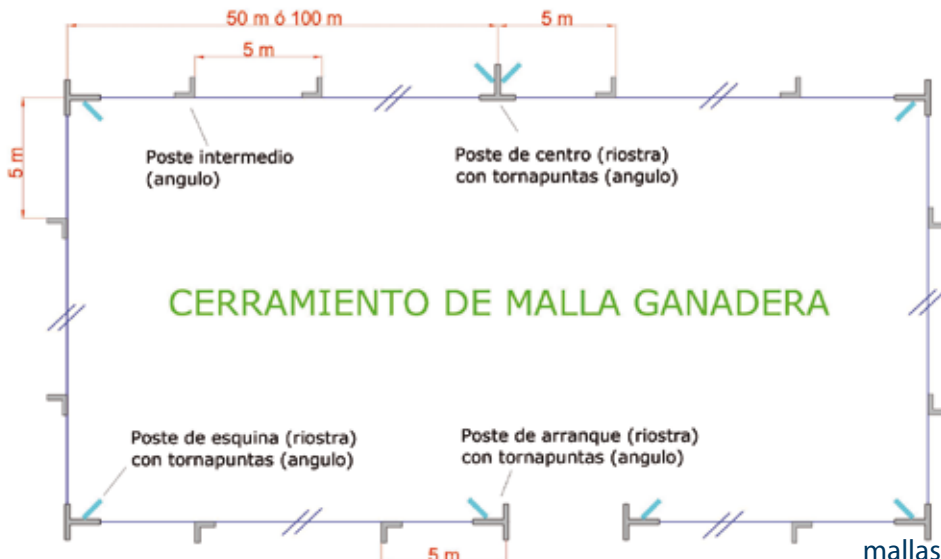 50 m ó 100 m
5 m
5 m
5 m
Poste intermedio
(angulo)
Poste de centro (riostra)
con tornapuntas (angulo)
CERRAMIENTO DE MALLA GANADERA
Poste de esquina (riostra)
con tornapuntas (angulo)
Poste de arranque (riostra)
con tornapuntas (angulo)
5 m
mallas